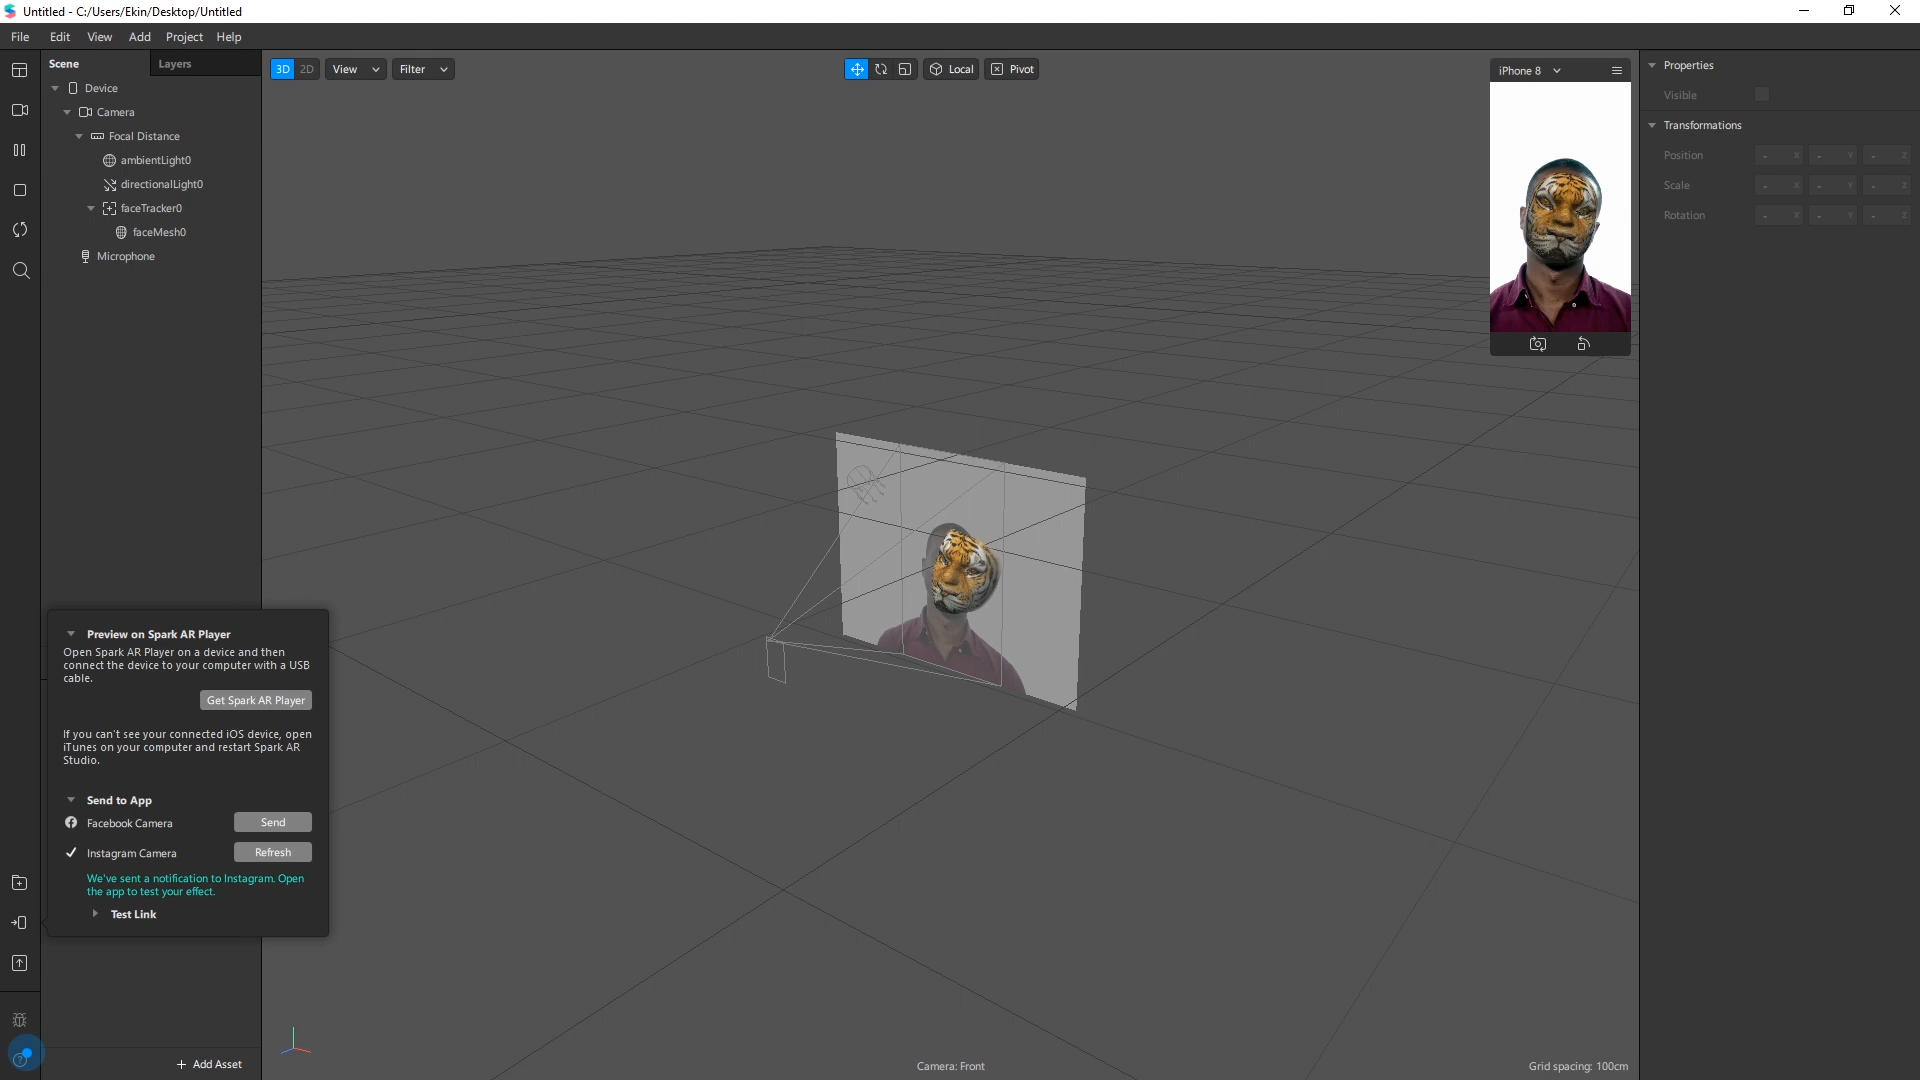 Untitled - C:/Users/Ekin/Desktop/Untitled
File Edit View Add Project Help
Scene
Layers
Device
Camera
Focal Distance
ambientLight0
directionalLight0
faceTracker0
faceMesh0
Microphone
3D 2D View Filter
Local Pivot
iPhone 8
Properties
Visible
Transformations
Position - X - Y - Z
Scale - X - Y - Z
Rotation - X - Y - Z
Preview on Spark AR Player
Open Spark AR Player on a device and then
connect the device to your computer with a USB
cable.
Get Spark AR Player
If you can't see your connected iOS device, open
iTunes on your computer and restart Spark AR
Studio.
Send to App
Facebook Camera Send
Instagram Camera Refresh
We've sent a notification to Instagram. Open
the app to test your effect.
Test Link
+ Add Asset
Camera: Front
Grid spacing: 100cm